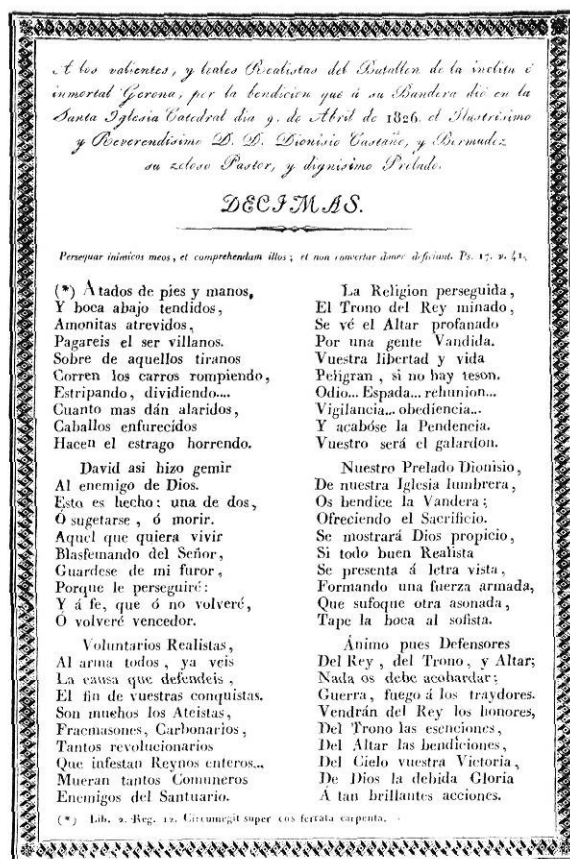 A los valientes, y leales Realistas del Batallon de la inclita é
inmortal Gerona, por la bendicion que á su Bandera dió en la
Santa Iglesia Catedral dia 9. de Abril de 1826. el Ilustrisimo
y Reverendisimo D. D. Dionisio Castaño, y Bermudez
su zeloso Pastor, y dignisimo Prelado.
DECIMAS.
Persequar inimicos meos, et comprehendam illos; et non convertar donec deficiant. Ps. 17. v. 41.
(*) Atados de pies y manos,
Y boca abajo tendidos,
Amonitas atrevidos,
Pagareis el ser villanos.
Sobre de aquellos tiranos
Corren los carros rompiendo,
Estripando, dividiendo....
Cuanto mas dán alaridos,
Caballos enfurecidos
Hacen el estrago horrendo.
David asi hizo gemir
Al enemigo de Dios.
Esto es hecho: una de dos,
Ó sugetarse, ó morir.
Aquel que quiera vivir
Blasfemando del Señor,
Guardese de mi furor,
Porque le perseguiré:
Y á fe, que ó no volveré,
Ó volveré vencedor.
Voluntarios Realistas,
Al arma todos, ya veis
La causa que defendeis,
El fin de vuestras conquistas.
Son muchos los Ateistas,
Fracmasones, Carbonarios,
Tantos revolucionarios
Que infestan Reynos enteros...
Mueran tantos Comuneros
Enemigos del Santuario.
La Religion perseguida,
El Trono del Rey minado,
Se vé el Altar profanado
Por una gente Vandida.
Vuestra libertad y vida
Peligran, si no hay teson.
Odio... Espada... rehunion...
Vigilancia... obediencia...
Y acabóse la Pendencia.
Vuestro será el galardon.
Nuestro Prelado Dionisio,
De nuestra Iglesia lumbrera,
Os bendice la Vandera;
Ofreciendo el Sacrificio.
Se mostrará Dios propicio,
Si todo buen Realista
Se presenta á letra vista,
Formando una fuerza armada,
Que sufoque otra asonada,
Tape la boca al sofista.
Ánimo pues Defensores
Del Rey, del Trono, y Altar;
Nada os debe acobardar:
Guerra, fuego á los traydores.
Vendrán del Rey los honores,
Del Trono las esenciones,
Del Altar las bendiciones,
Del Cielo vuestra Victoria,
De Dios la debida Gloria
Á tan brillantes acciones.
(*) Lib. 2. Reg. 12. Circumegit super eos ferrata carpenta.